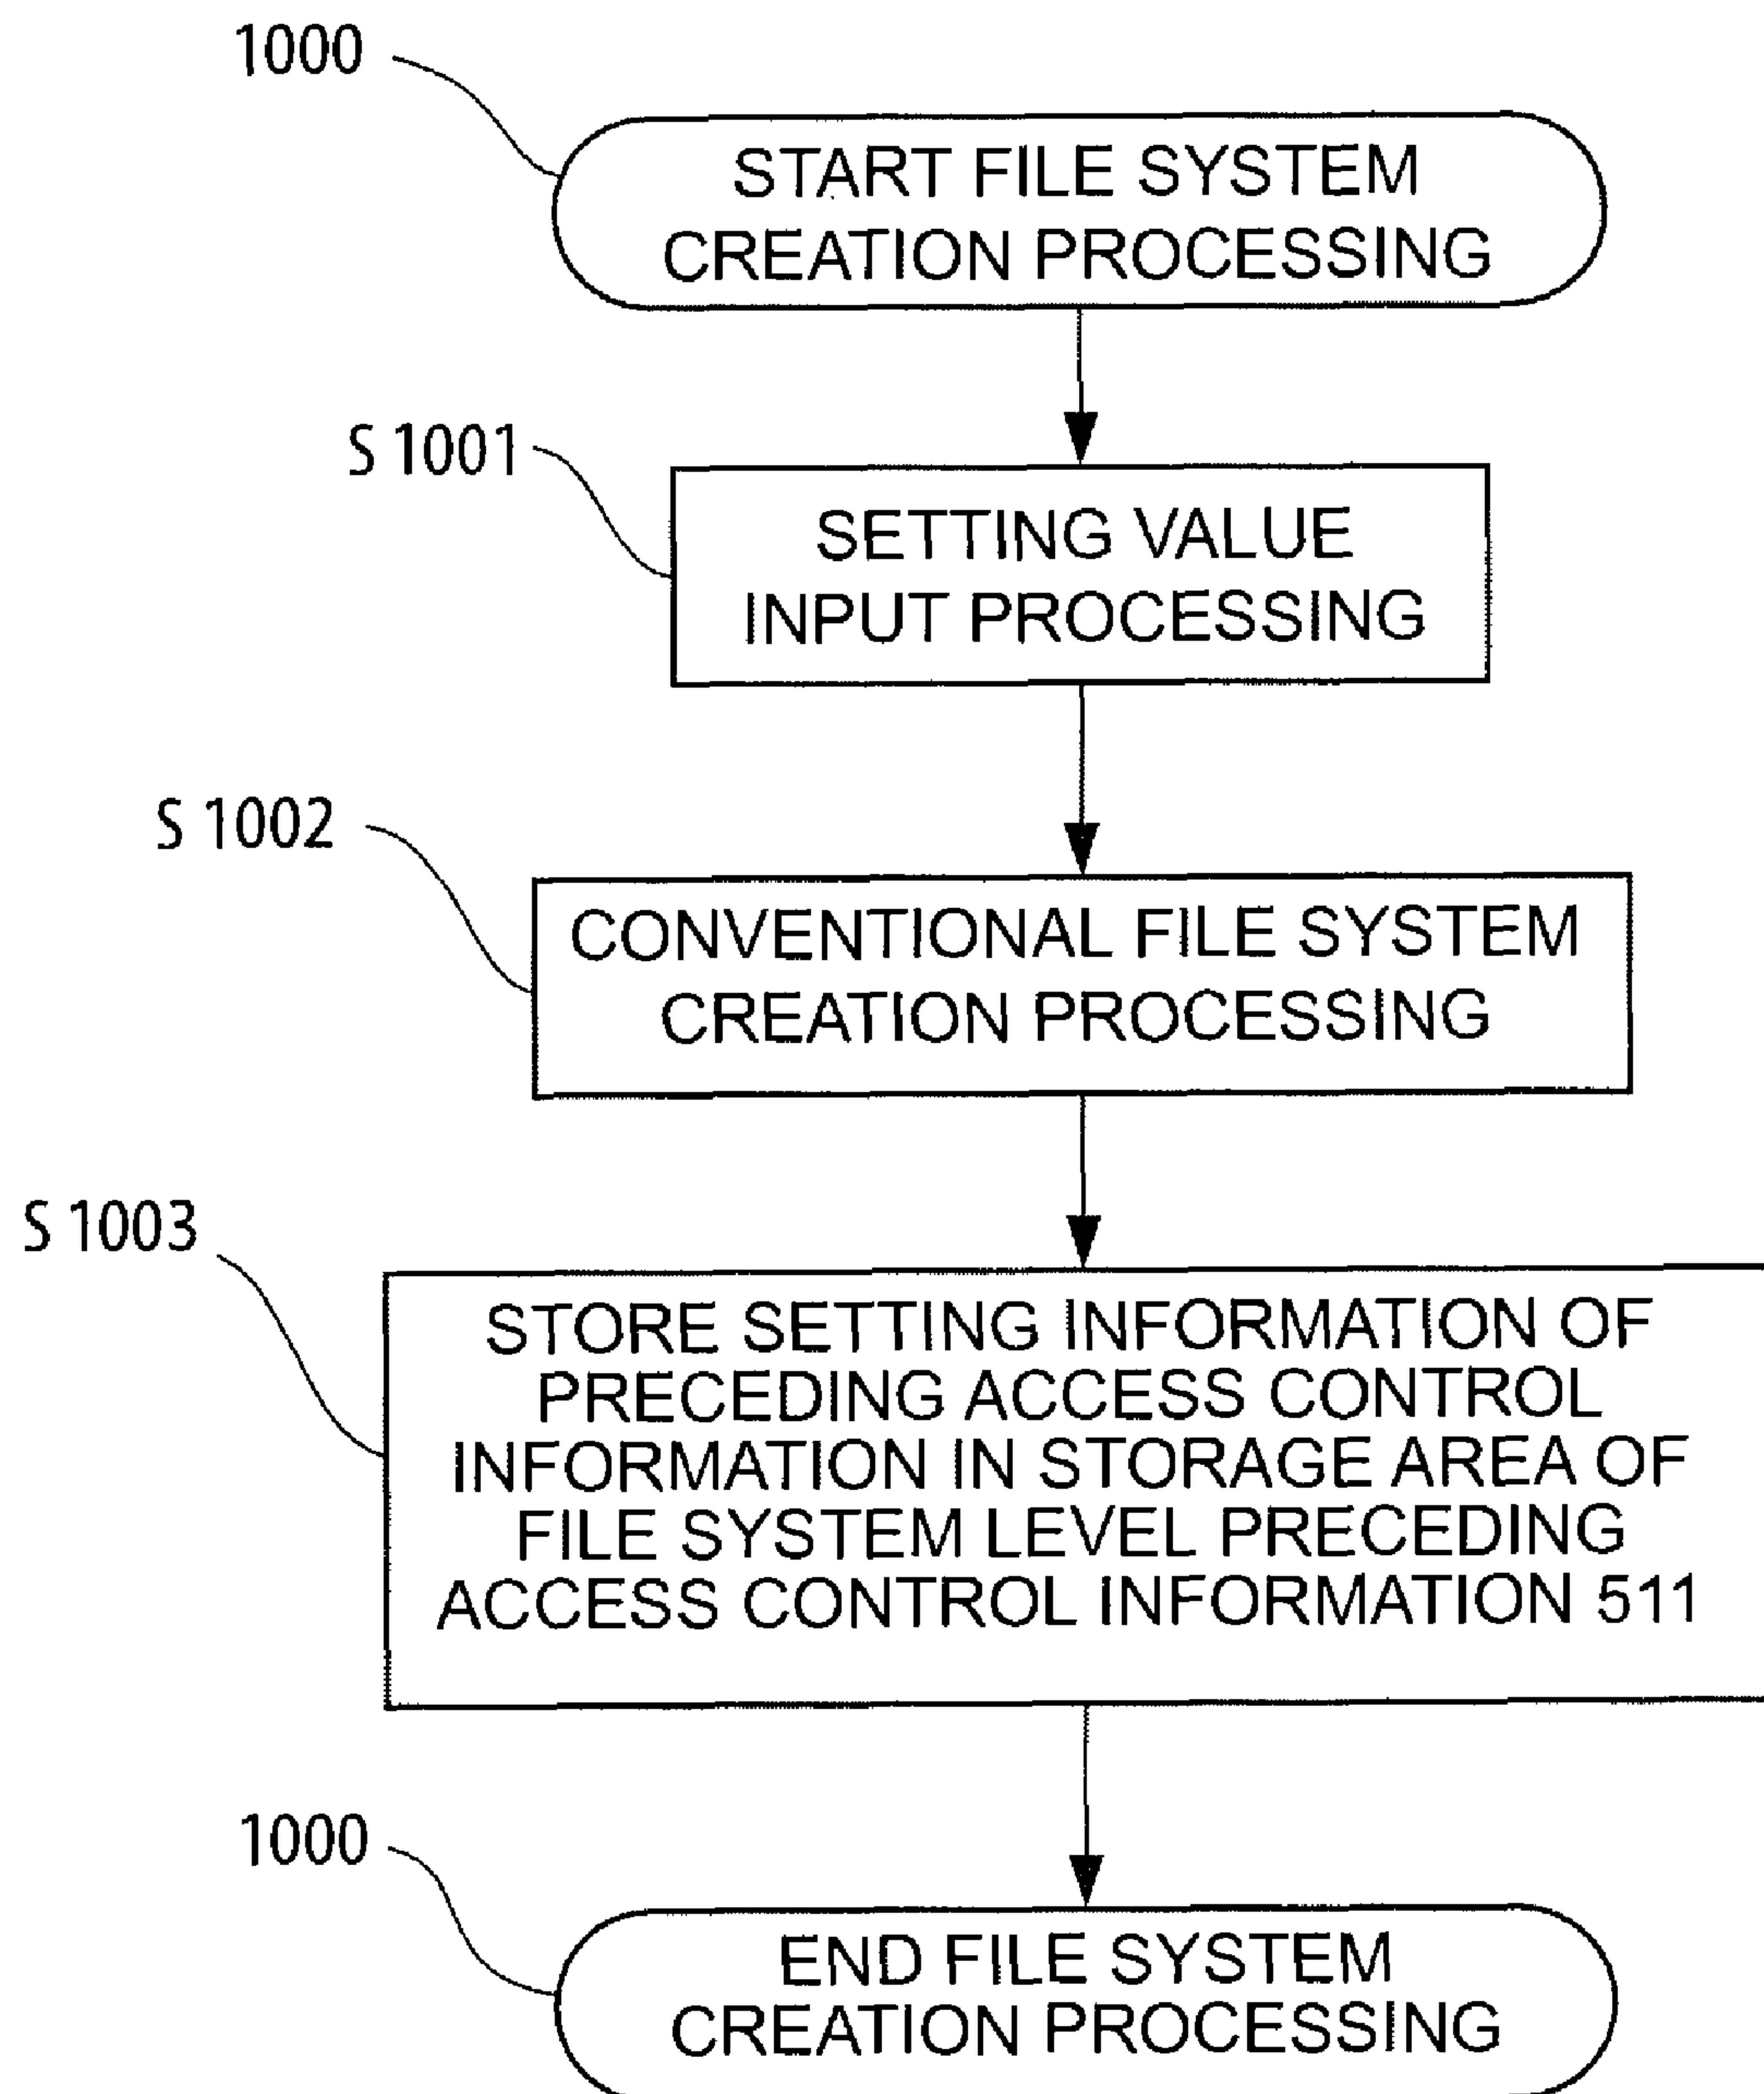 1000
START FILE SYSTEM
CREATION PROCESSING
S 1001
SETTING VALUE
INPUT PROCESSING
S 1002
CONVENTIONAL FILE SYSTEM
CREATION PROCESSING
S 1003
STORE SETTING INFORMATION OF
PRECEDING ACCESS CONTROL
INFORMATION IN STORAGE AREA OF
FILE SYSTEM LEVEL PRECEDING
ACCESS CONTROL INFORMATION 511
1000
END FILE SYSTEM
CREATION PROCESSING